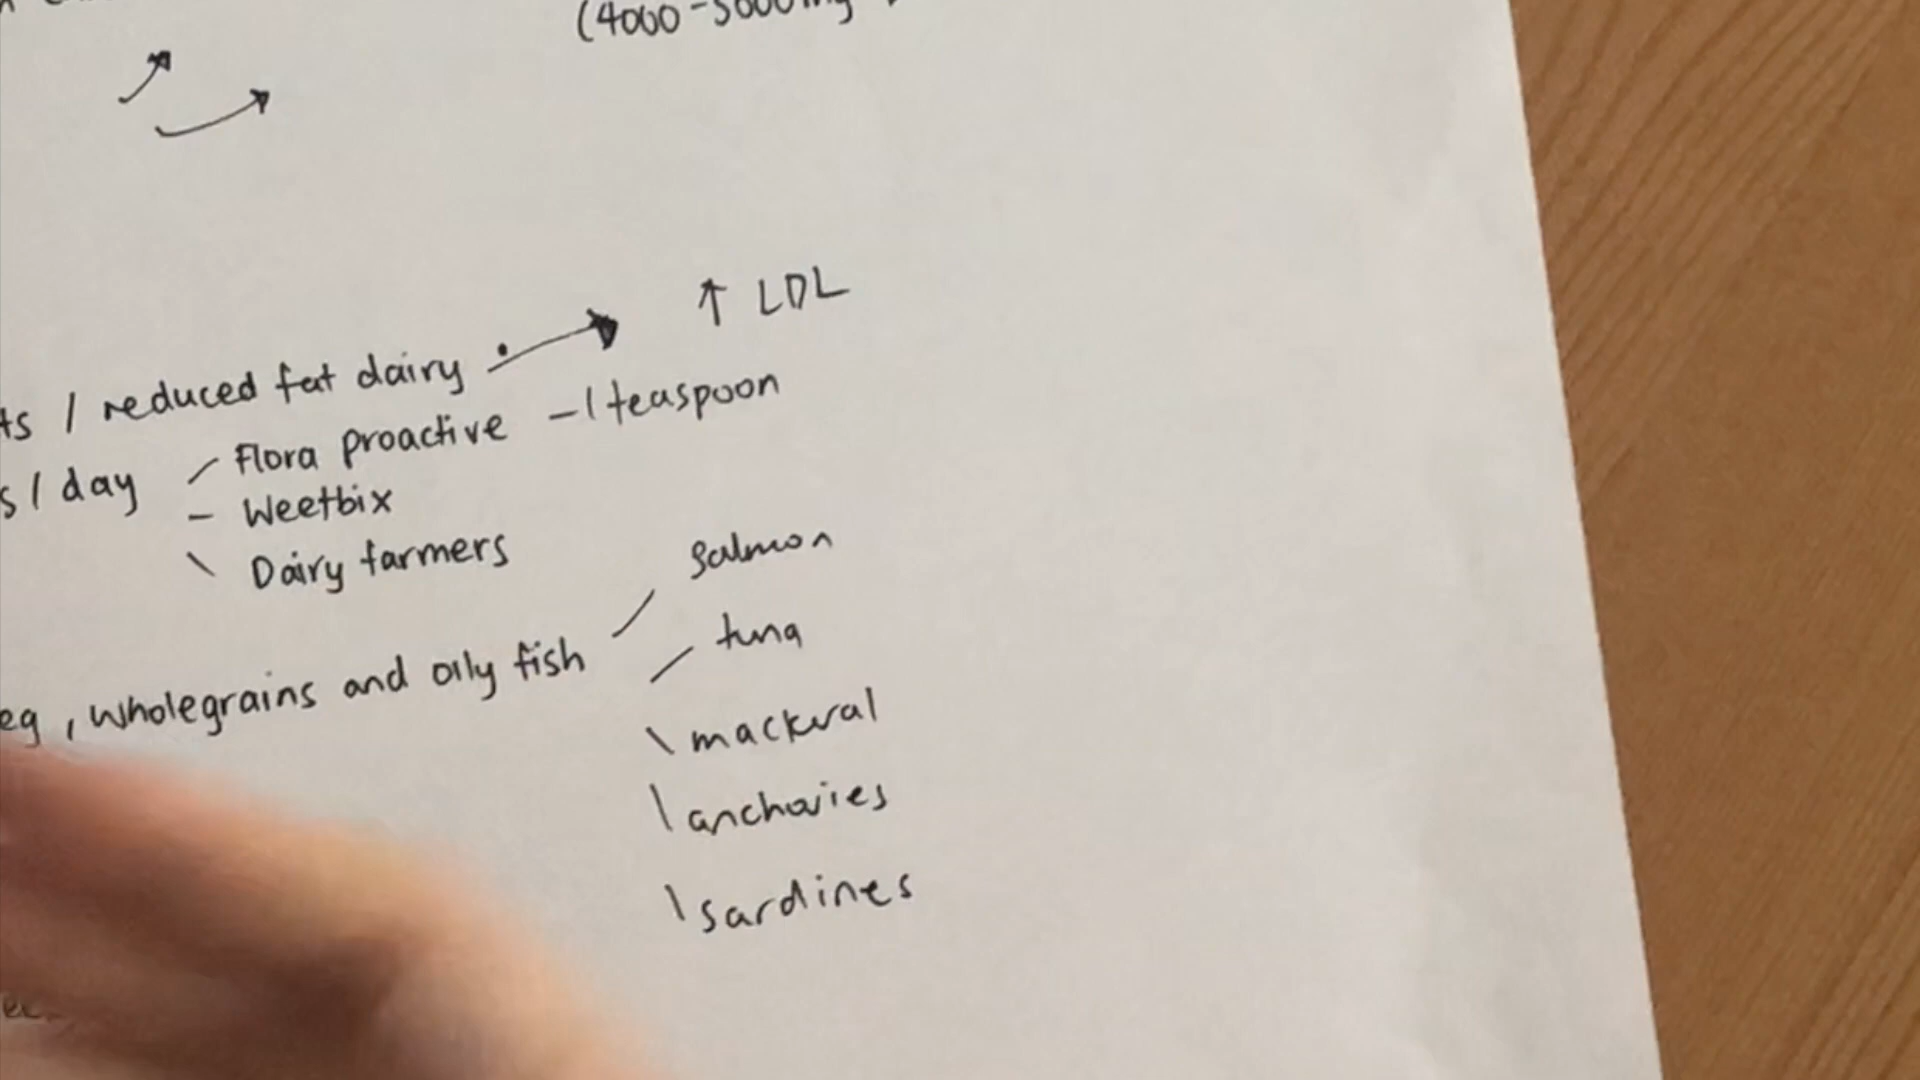 (4000-5000mg
↑ LDL
ts / reduced fat dairy
s / day - Flora proactive - 1 teaspoon
- Weetbix
\ Dairy farmers
eg, wholegrains and oily fish / salmon
/ tuna
\ mackeral
\ anchovies
\ sardines